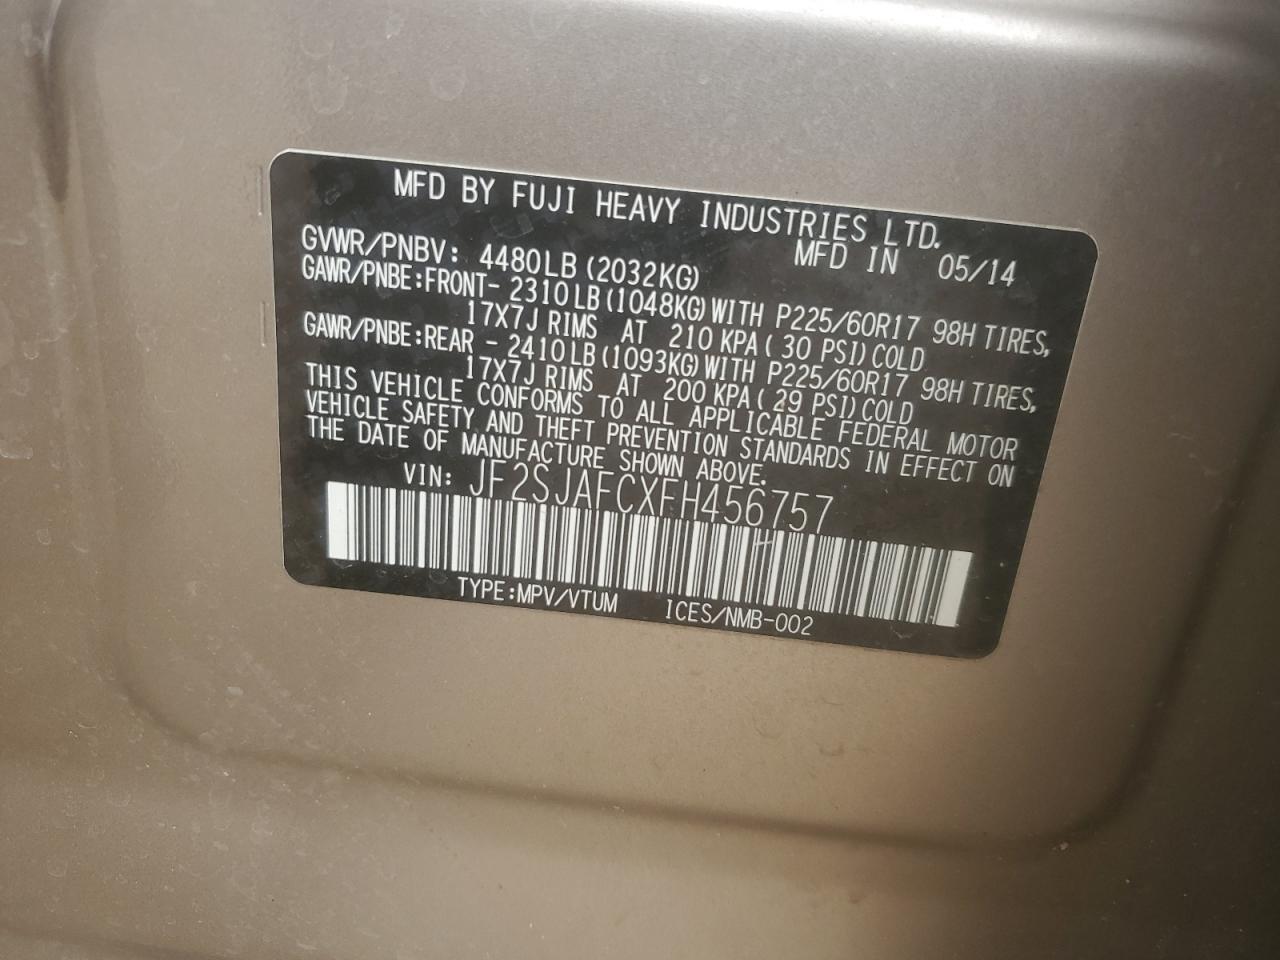 MFD BY FUJI HEAVY INDUSTRIES LTD.
MFD IN 05/14
GVWR/PNBV: 4480LB(2032KG)
GAWR/PNBE:FRONT- 2310LB(1048KG)WITH P225/60R17 98H TIRES,
17X7J RIMS AT 210 KPA( 30 PSI)COLD
GAWR/PNBE:REAR - 2410LB(1093KG)WITH P225/60R17 98H TIRES,
17X7J RIMS AT 200 KPA( 29 PSI)COLD
THIS VEHICLE CONFORMS TO ALL APPLICABLE FEDERAL MOTOR
VEHICLE SAFETY AND THEFT PREVENTION STANDARDS IN EFFECT ON
THE DATE OF MANUFACTURE SHOWN ABOVE.
VIN: JF2SJAFCXFH456757
TYPE:MPV/VTUM ICES/NMB-002